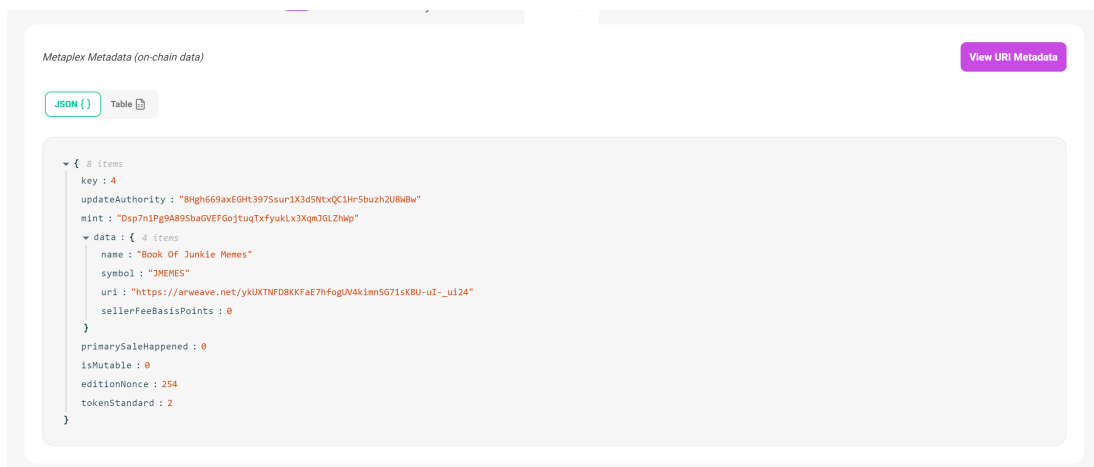 Metaplex Metadata (on-chain data)
View URI Metadata
JSON { }
Table
{ 8 items
key : 4
updateAuthority : "8Hgh669axEGHt397Ssur1X3d5NtxQC1Hr5buzh2U8WBw"
mint : "Dsp7n1Pg9A89SbaGVEFGojtuqTxfyukLx3XqmJGLZhWp"
data : { 4 items
name : "Book Of Junkie Memes"
symbol : "JMEMES"
uri : "https://arweave.net/ykUXTNFD8KKFaE7hfogUV4kimn5G71sKBU-uI-_ui24"
sellerFeeBasisPoints : 0
}
primarySaleHappened : 0
isMutable : 0
editionNonce : 254
tokenStandard : 2
}